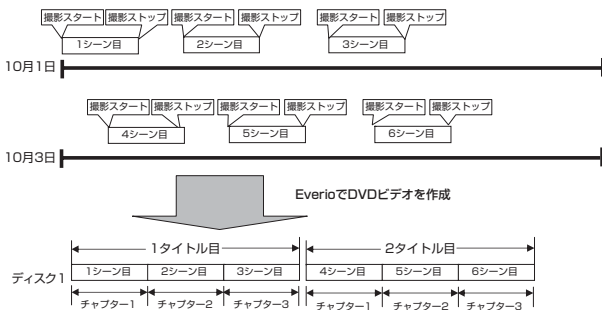 撮影スタート 撮影ストップ 撮影スタート 撮影ストップ 撮影スタート 撮影ストップ
1シーン目 2シーン目 3シーン目
10月1日
撮影スタート 撮影ストップ 撮影スタート 撮影ストップ 撮影スタート 撮影ストップ
4シーン目 5シーン目 6シーン目
10月3日
EverioでDVDビデオを作成
1タイトル目 2タイトル目
ディスク1 1シーン目 2シーン目 3シーン目 4シーン目 5シーン目 6シーン目
チャプター1 チャプター2 チャプター3 チャプター1 チャプター2 チャプター3